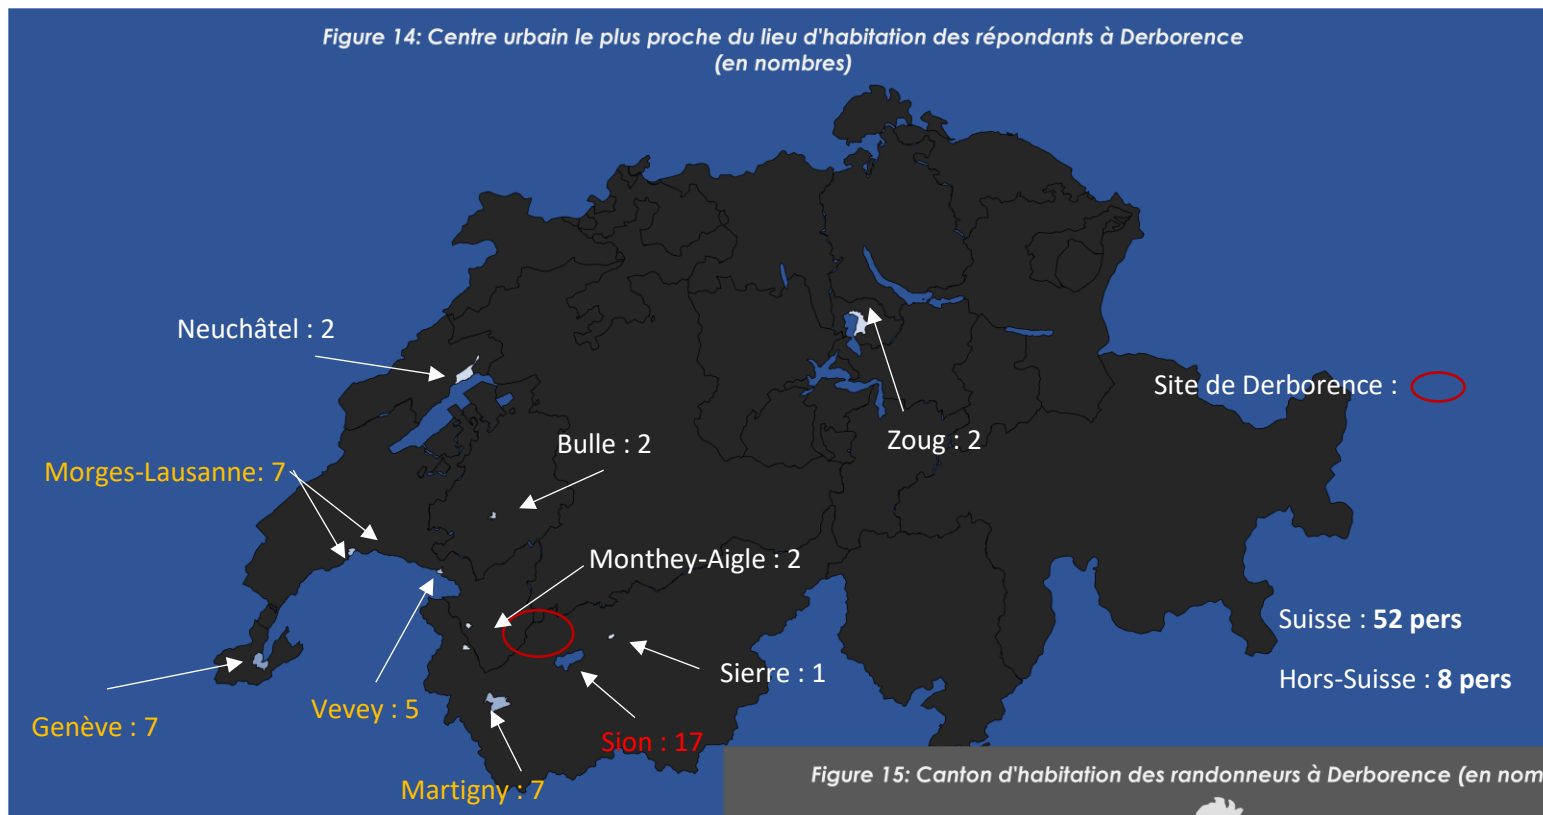 Figure 14: Centre urbain le plus proche du lieu d'habitation des répondants à Derborence
(en nombres)
Neuchâtel : 2
Site de Derborence :
Bulle : 2
Zoug : 2
Morges-Lausanne: 7
Monthey-Aigle : 2
Suisse : 52 pers
Sierre : 1
Hors-Suisse : 8 pers
Vevey : 5
Genève : 7
Sion : 17
Martigny : 7
Figure 15: Canton d'habitation des randonneurs à Derborence (en nom